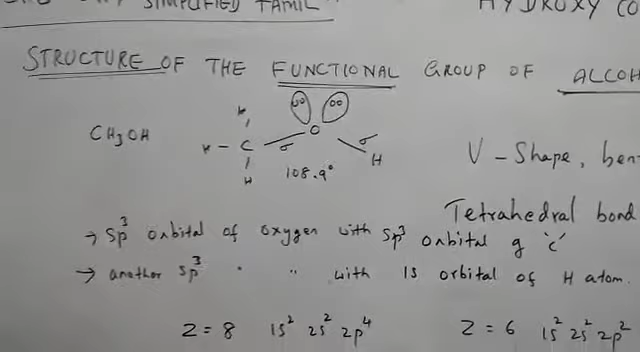 SIMPLIFIED TAMIL"
HYDROXY CO
STRUCTURE OF THE FUNCTIONAL GROUP OF ALCOH
CH3OH
H
H – C σ O σ H
H
108.9°
V – Shape, ben
Tetrahedral bond
→ sp³ orbital of oxygen with sp³ orbital of 'c'
→ another sp³ " " with 1s orbital of H atom.
Z = 8 1s² 2s² 2p⁴ Z = 6 1s² 2s² 2p²